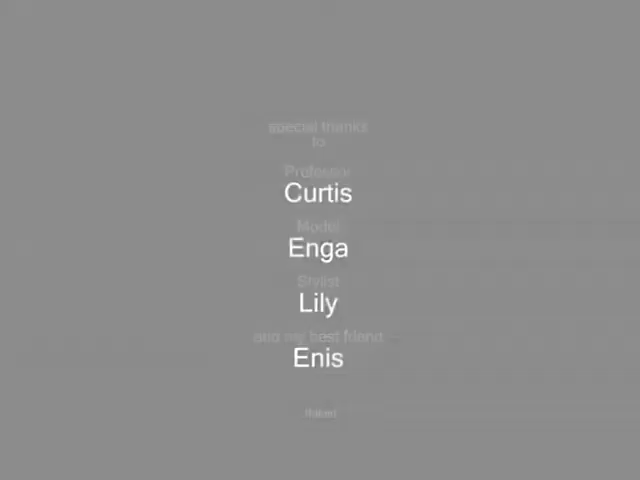 special thanks
to
Professor
Curtis
Model
Enga
Stylist
Lily
and my best friend
Enis